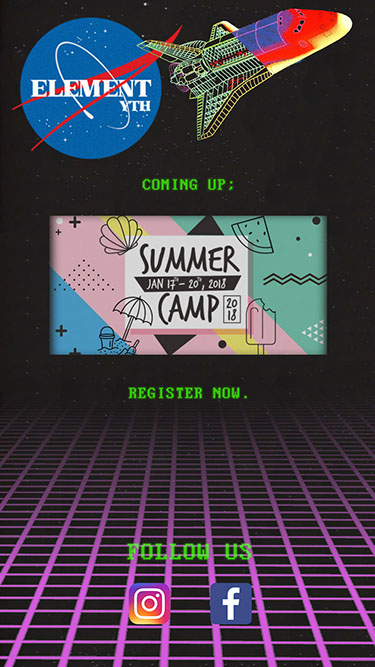 ELEMENT
YTH
COMING UP;
SUMMER
JAN 17TH - 20TH, 2018
CAMP 20
18
REGISTER NOW.
FOLLOW US